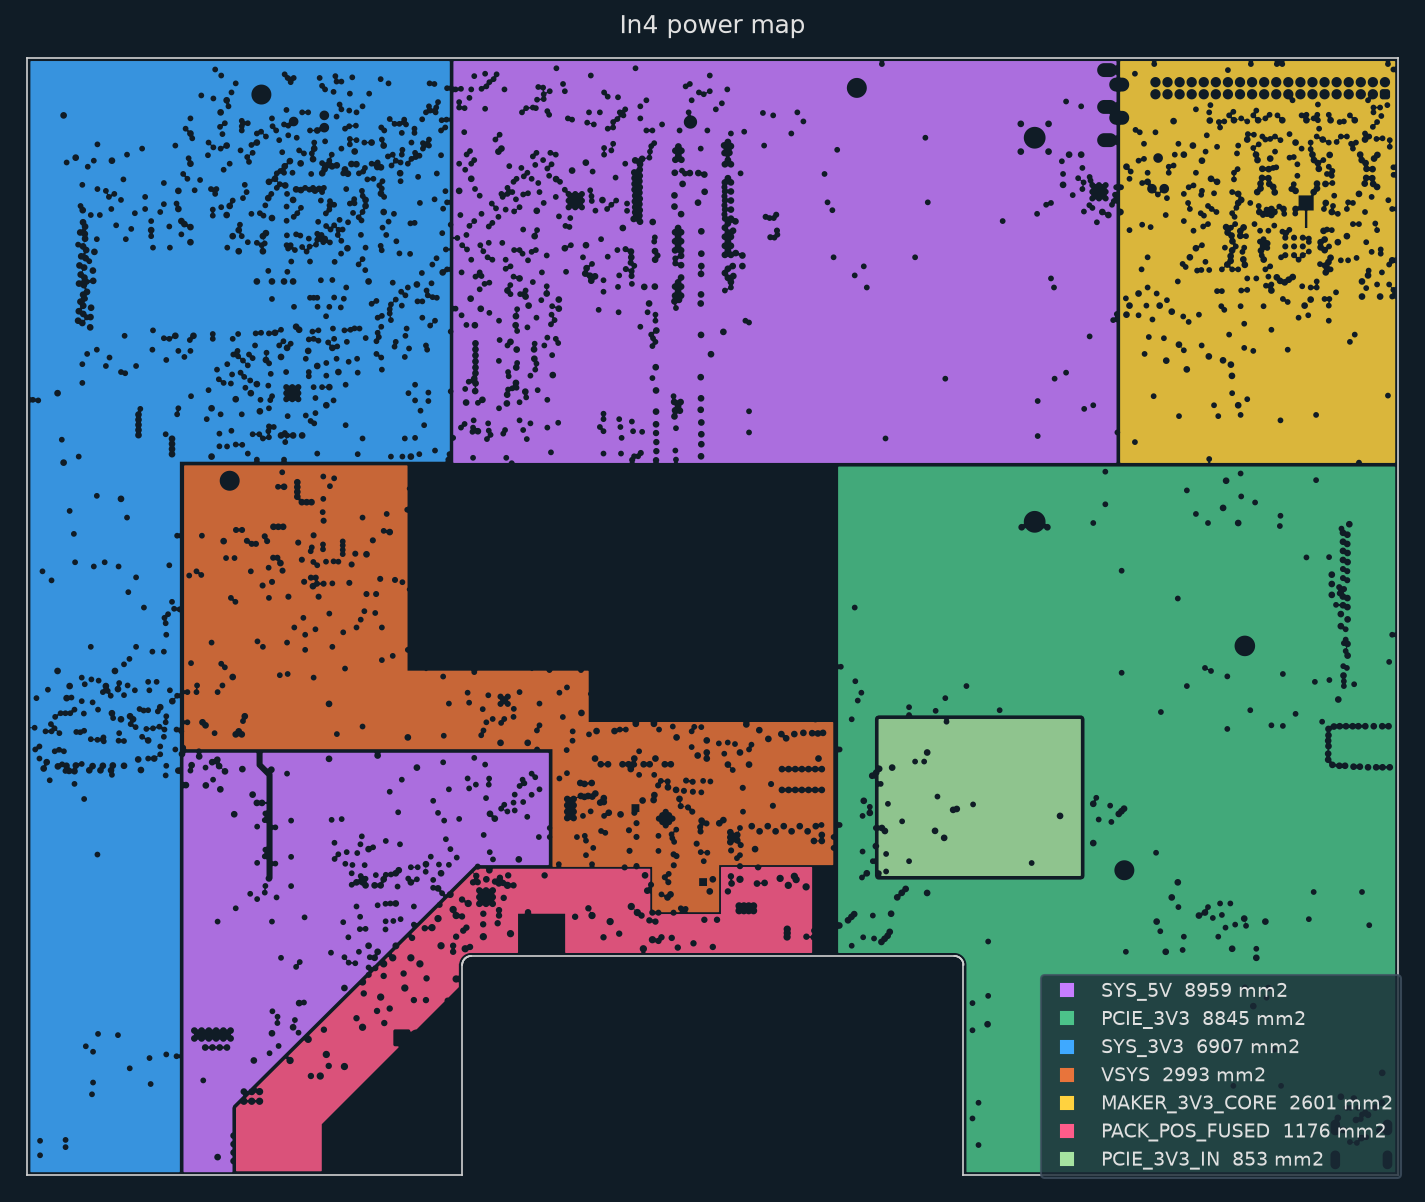 In4 power map
SYS_5V 8959 mm2
PCIE_3V3 8845 mm2
SYS_3V3 6907 mm2
VSYS 2993 mm2
MAKER_3V3_CORE 2601 mm2
PACK_POS_FUSED 1176 mm2
PCIE_3V3_IN 853 mm2